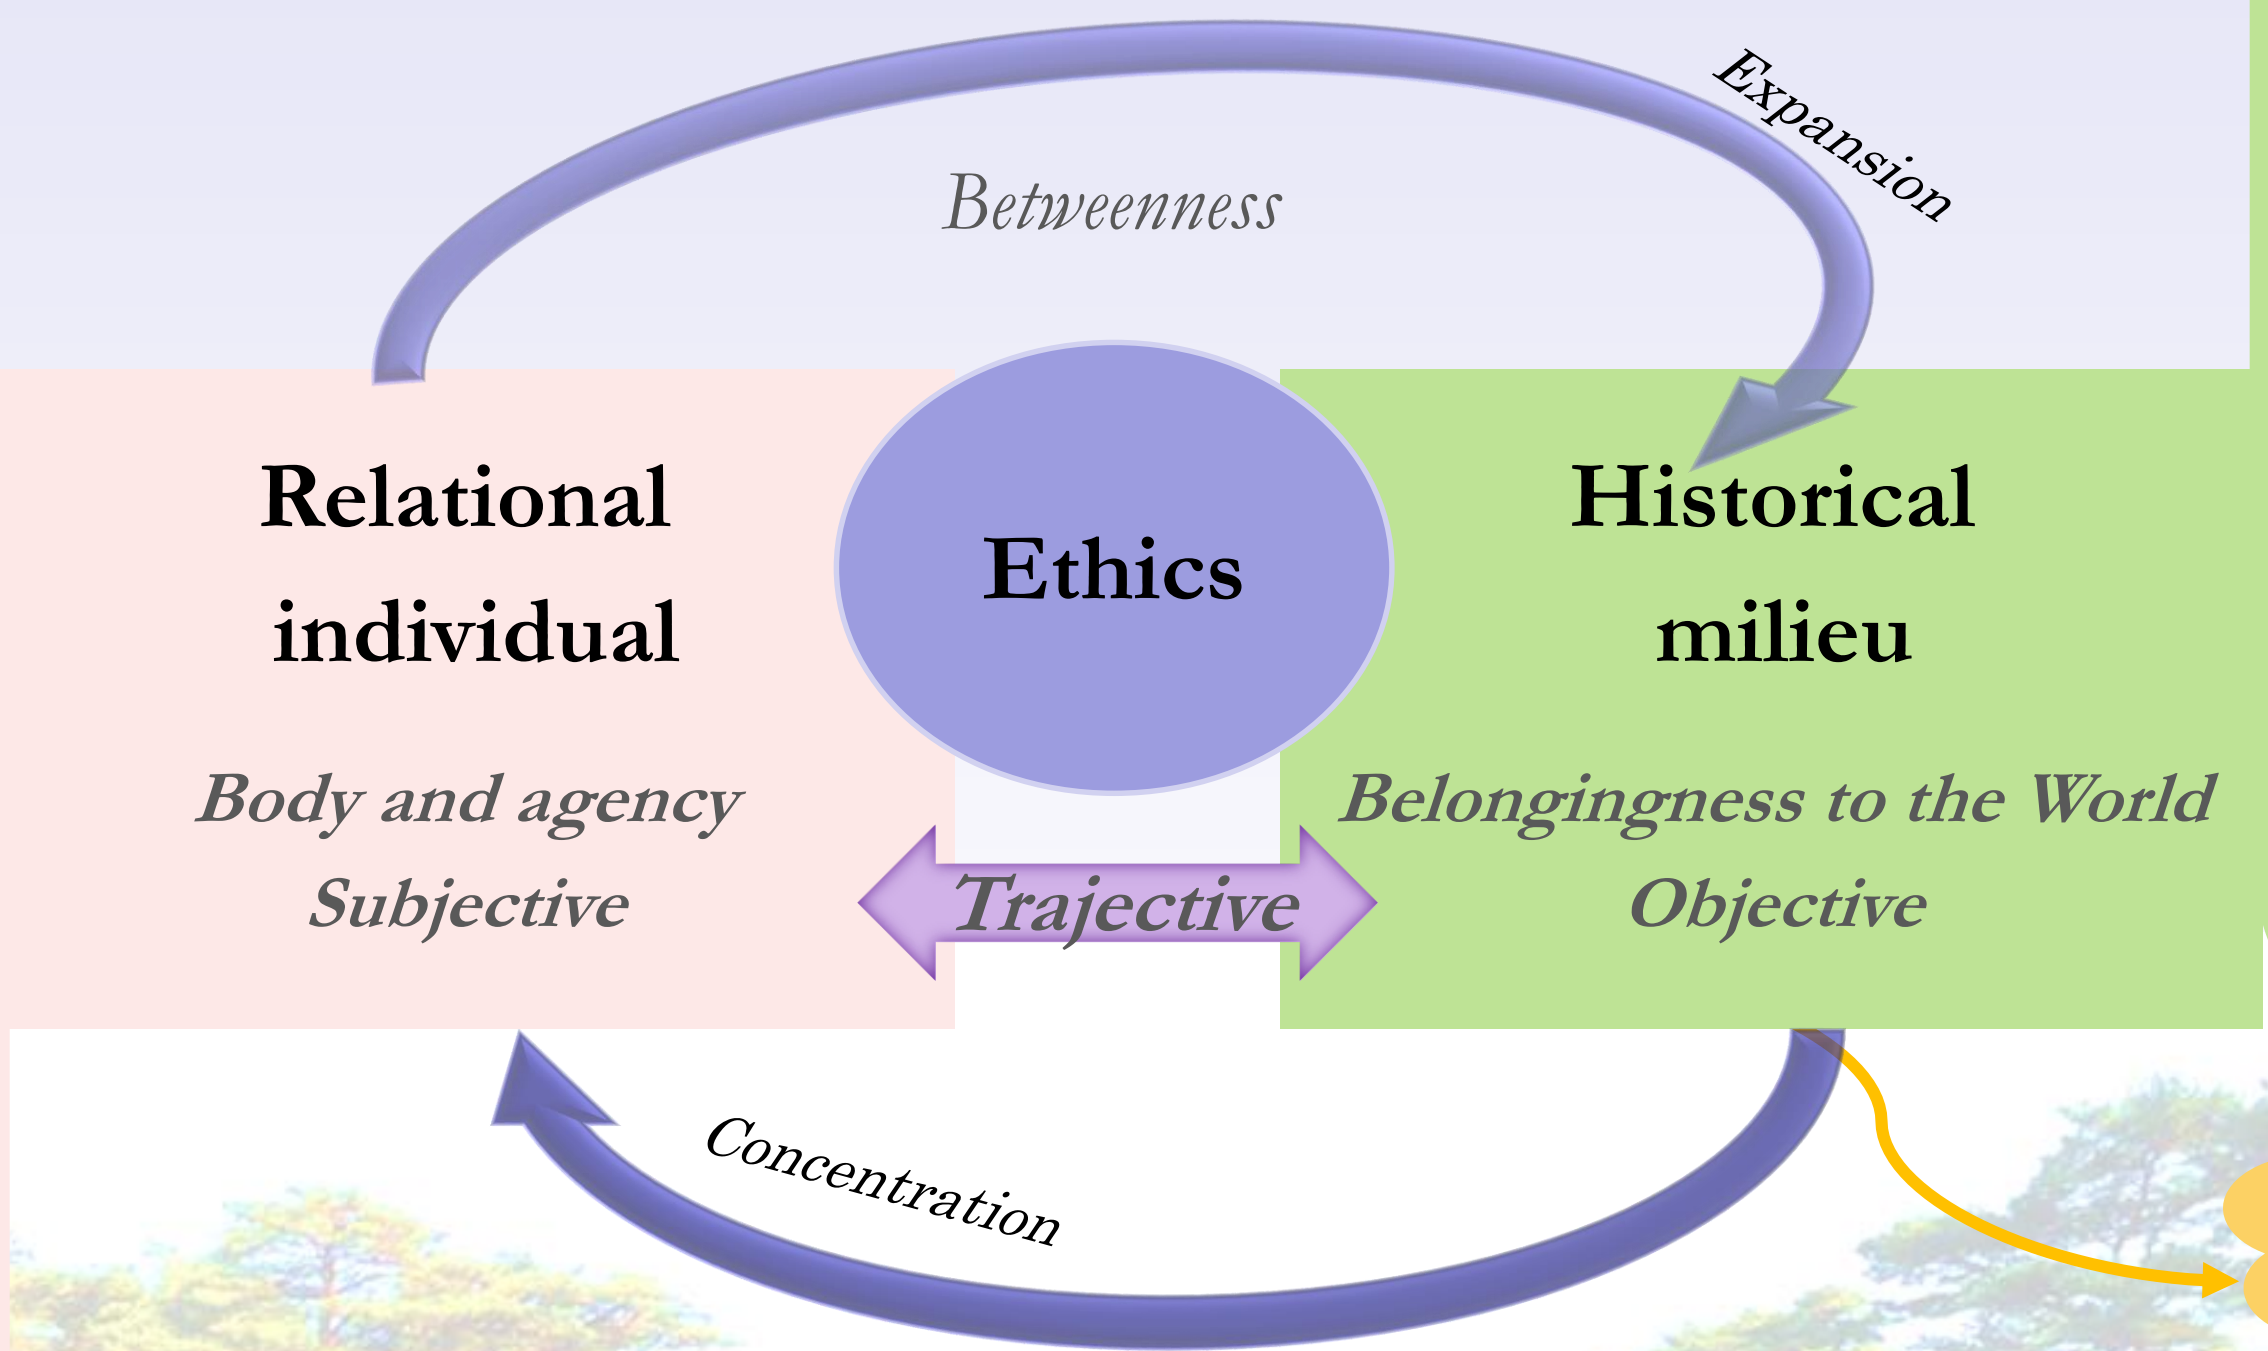 Expansion
Betweenness
Relational
individual
Ethics
Historical
milieu
Body and agency
Subjective
Trajective
Belongingness to the World
Objective
Concentration